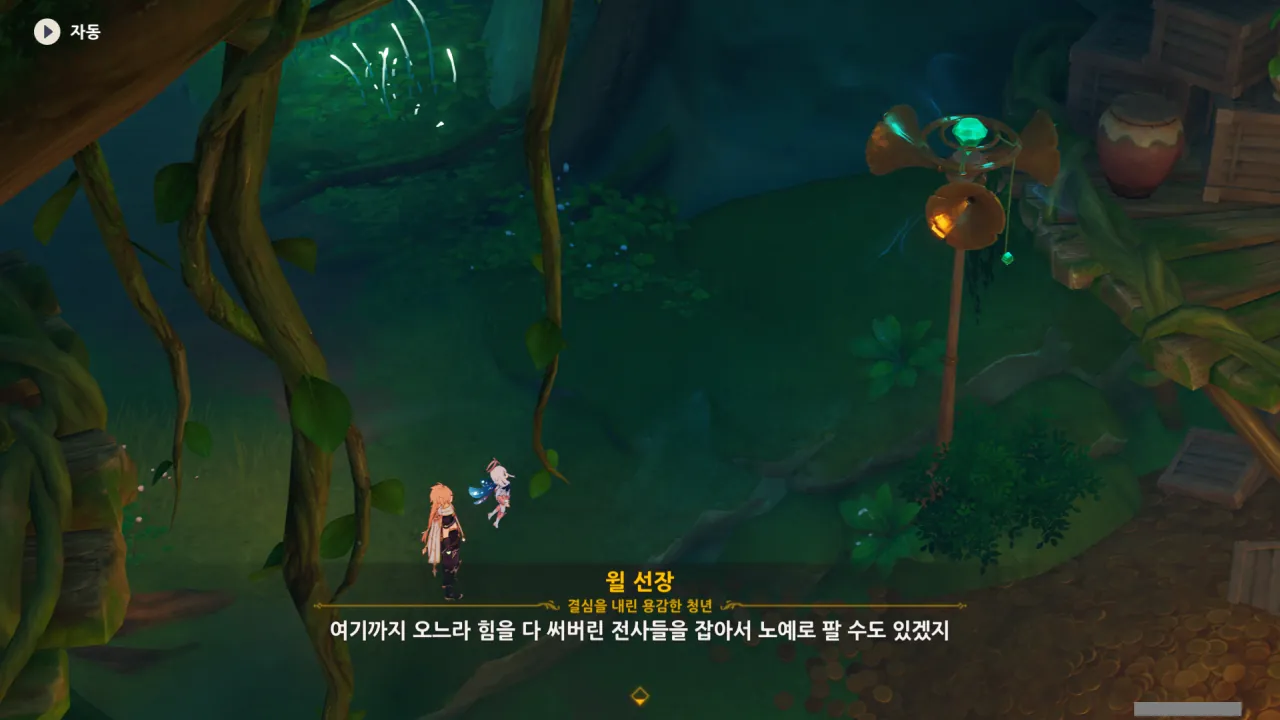 자동
윌 선장
결심을 내린 용감한 청년
여기까지 오느라 힘을 다 써버린 전사들을 잡아서 노예로 팔 수도 있겠지